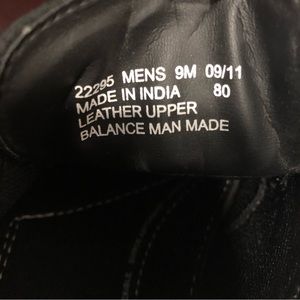 22295 MENS 9M 09/11
MADE IN INDIA 80
LEATHER UPPER
BALANCE MAN MADE